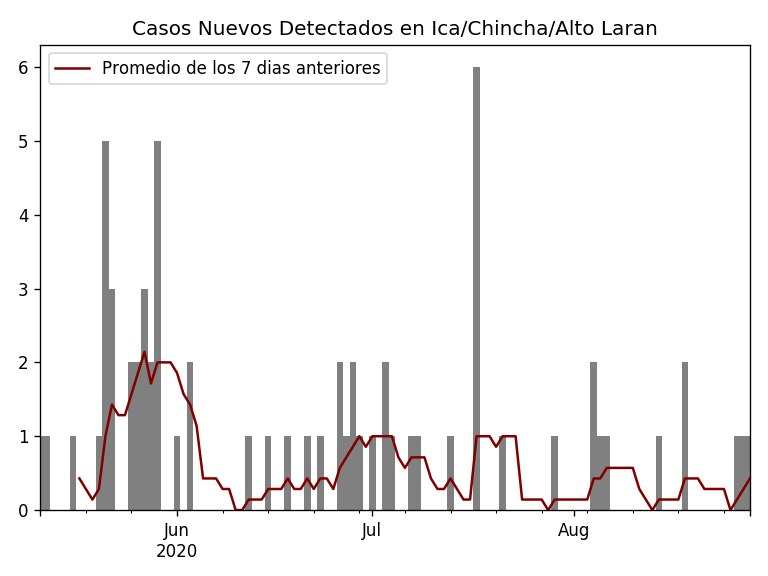 Casos Nuevos Detectados en Ica/Chincha/Alto Laran
Promedio de los 7 dias anteriores
6
5
4
3
2
1
0
Jun
2020
Jul
Aug